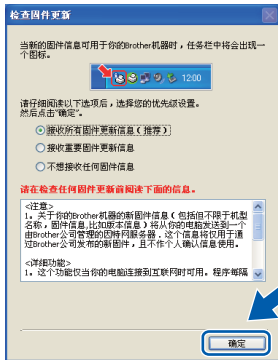 检查固件更新
当新的固件信息可用于你的Brother机器时，任务栏中将会出现一
个图标。
12:00
请仔细阅读以下选项后，选择您的优先级设置。
然后点击“确定”。
接收所有固件更新信息（推荐）
接收重要固件更新信息
不想接收任何固件信息
请在检查任何固件更新前阅读下面的信息。
<注意>
1。关于你的Brother机器的新固件信息（包括但不限于机型
名称，固件信息,比如版本信息）将从你的电脑发送到一个
由Brother公司管理的因特网服务器．这个信息将仅用于通
过Brother公司发布的新固件，且不作个人确认信息使用。
<详细功能>
1。这个功能仅当你的电脑连接到互联网时可用。程序每隔
确定